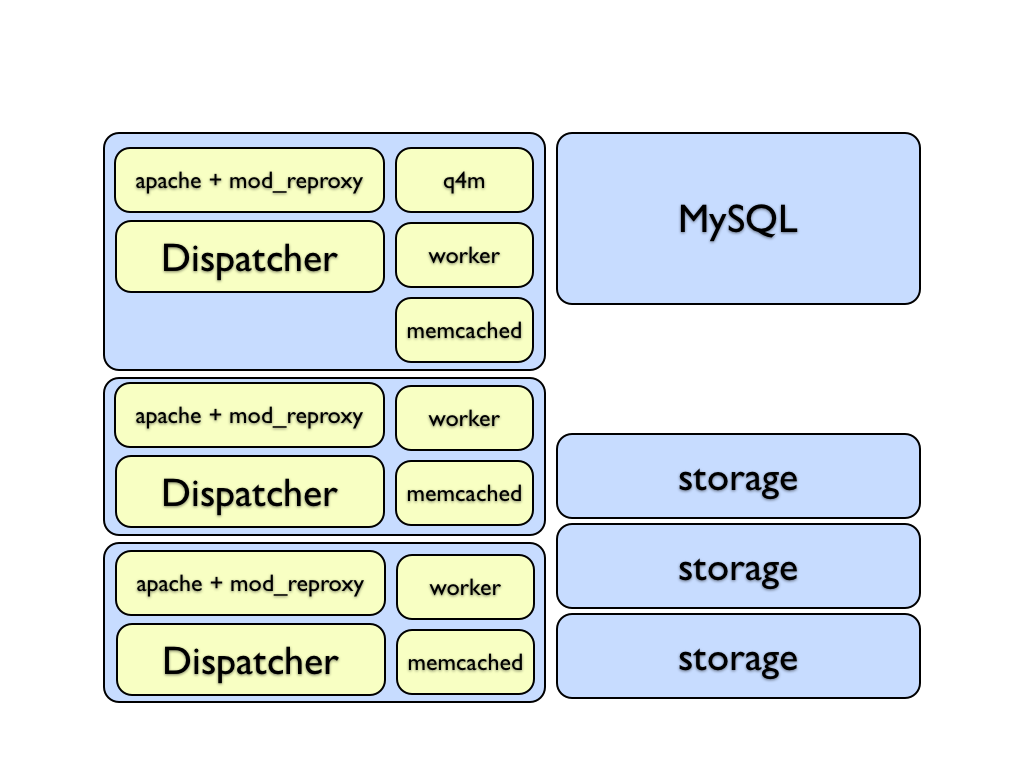 apache + mod_reproxy
q4m
Dispatcher
worker
memcached
MySQL
apache + mod_reproxy
worker
Dispatcher
memcached
apache + mod_reproxy
worker
Dispatcher
memcached
storage
storage
storage